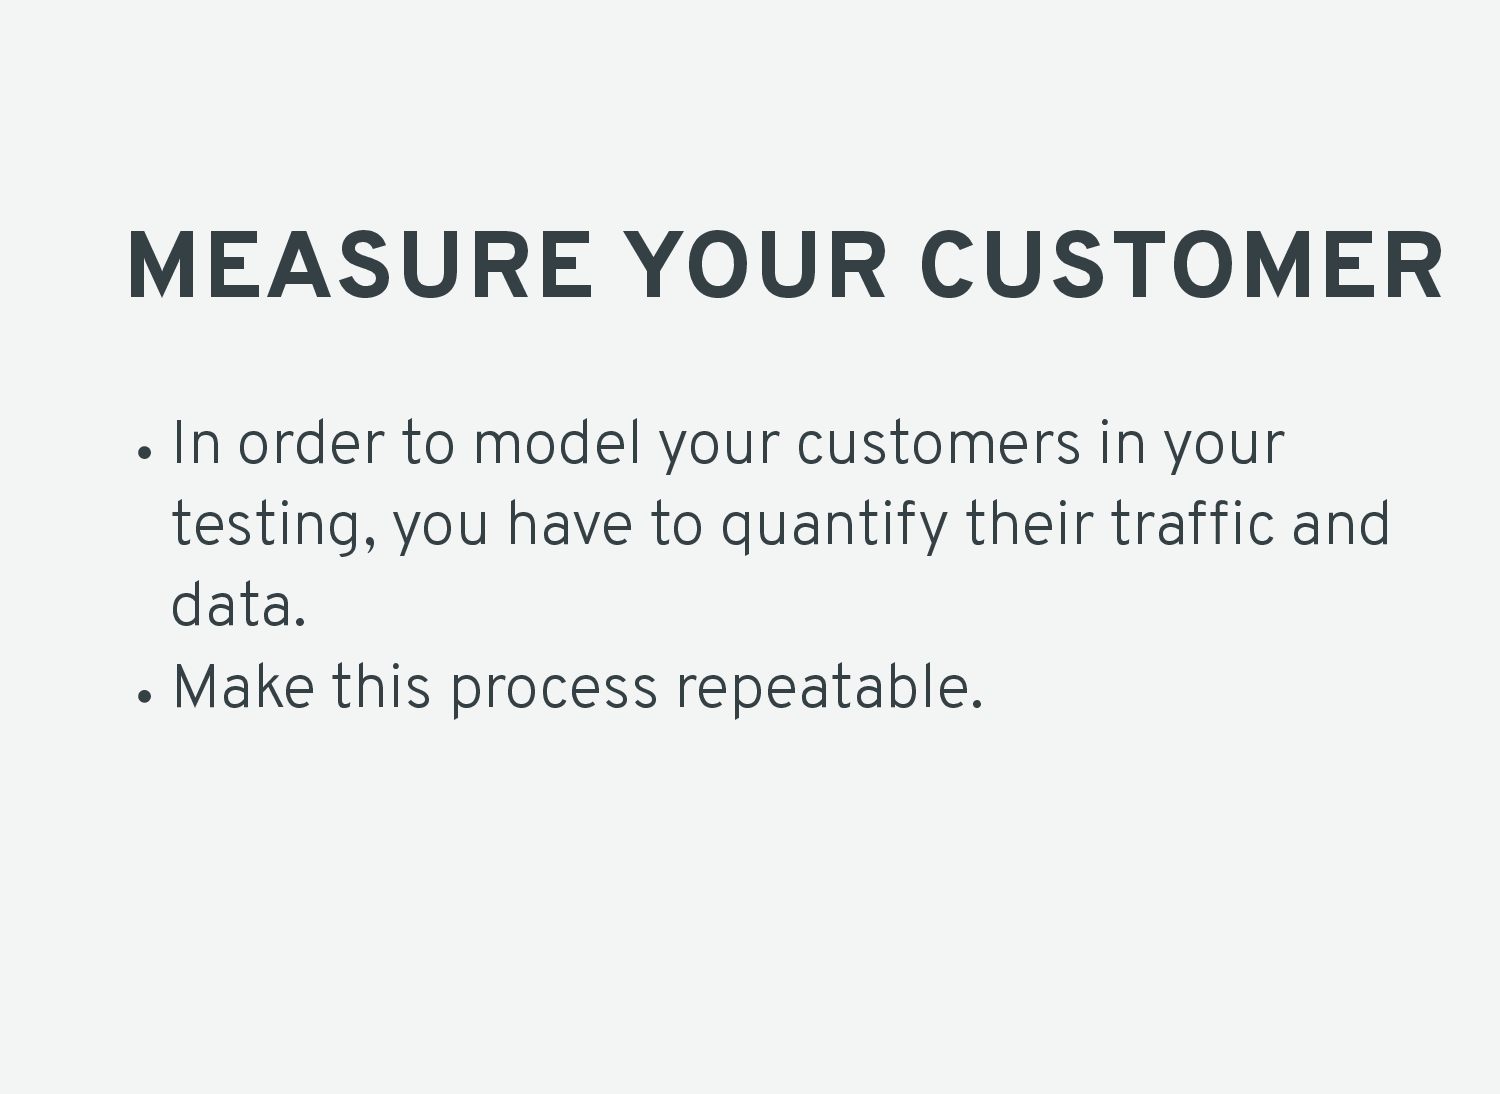 MEASURE YOUR CUSTOMER
• In order to model your customers in your
testing, you have to quantify their traffic and
data.
• Make this process repeatable.